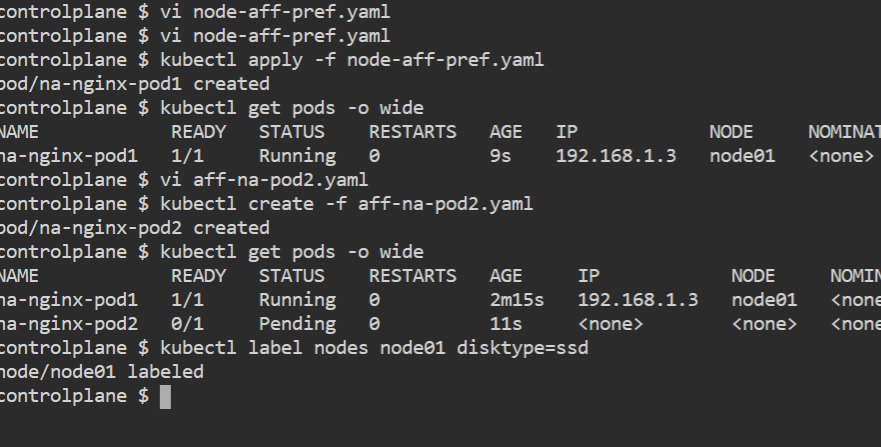 controlplane $ vi node-aff-pref.yaml
controlplane $ vi node-aff-pref.yaml
controlplane $ kubectl apply -f node-aff-pref.yaml
pod/na-nginx-pod1 created
controlplane $ kubectl get pods -o wide
NAME READY STATUS RESTARTS AGE IP NODE NOMINAT
na-nginx-pod1 1/1 Running 0 9s 192.168.1.3 node01 <none>
controlplane $ vi aff-na-pod2.yaml
controlplane $ kubectl create -f aff-na-pod2.yaml
pod/na-nginx-pod2 created
controlplane $ kubectl get pods -o wide
NAME READY STATUS RESTARTS AGE IP NODE NOMIN
na-nginx-pod1 1/1 Running 0 2m15s 192.168.1.3 node01 <none
na-nginx-pod2 0/1 Pending 0 11s <none> <none> <none
controlplane $ kubectl label nodes node01 disktype=ssd
node/node01 labeled
controlplane $